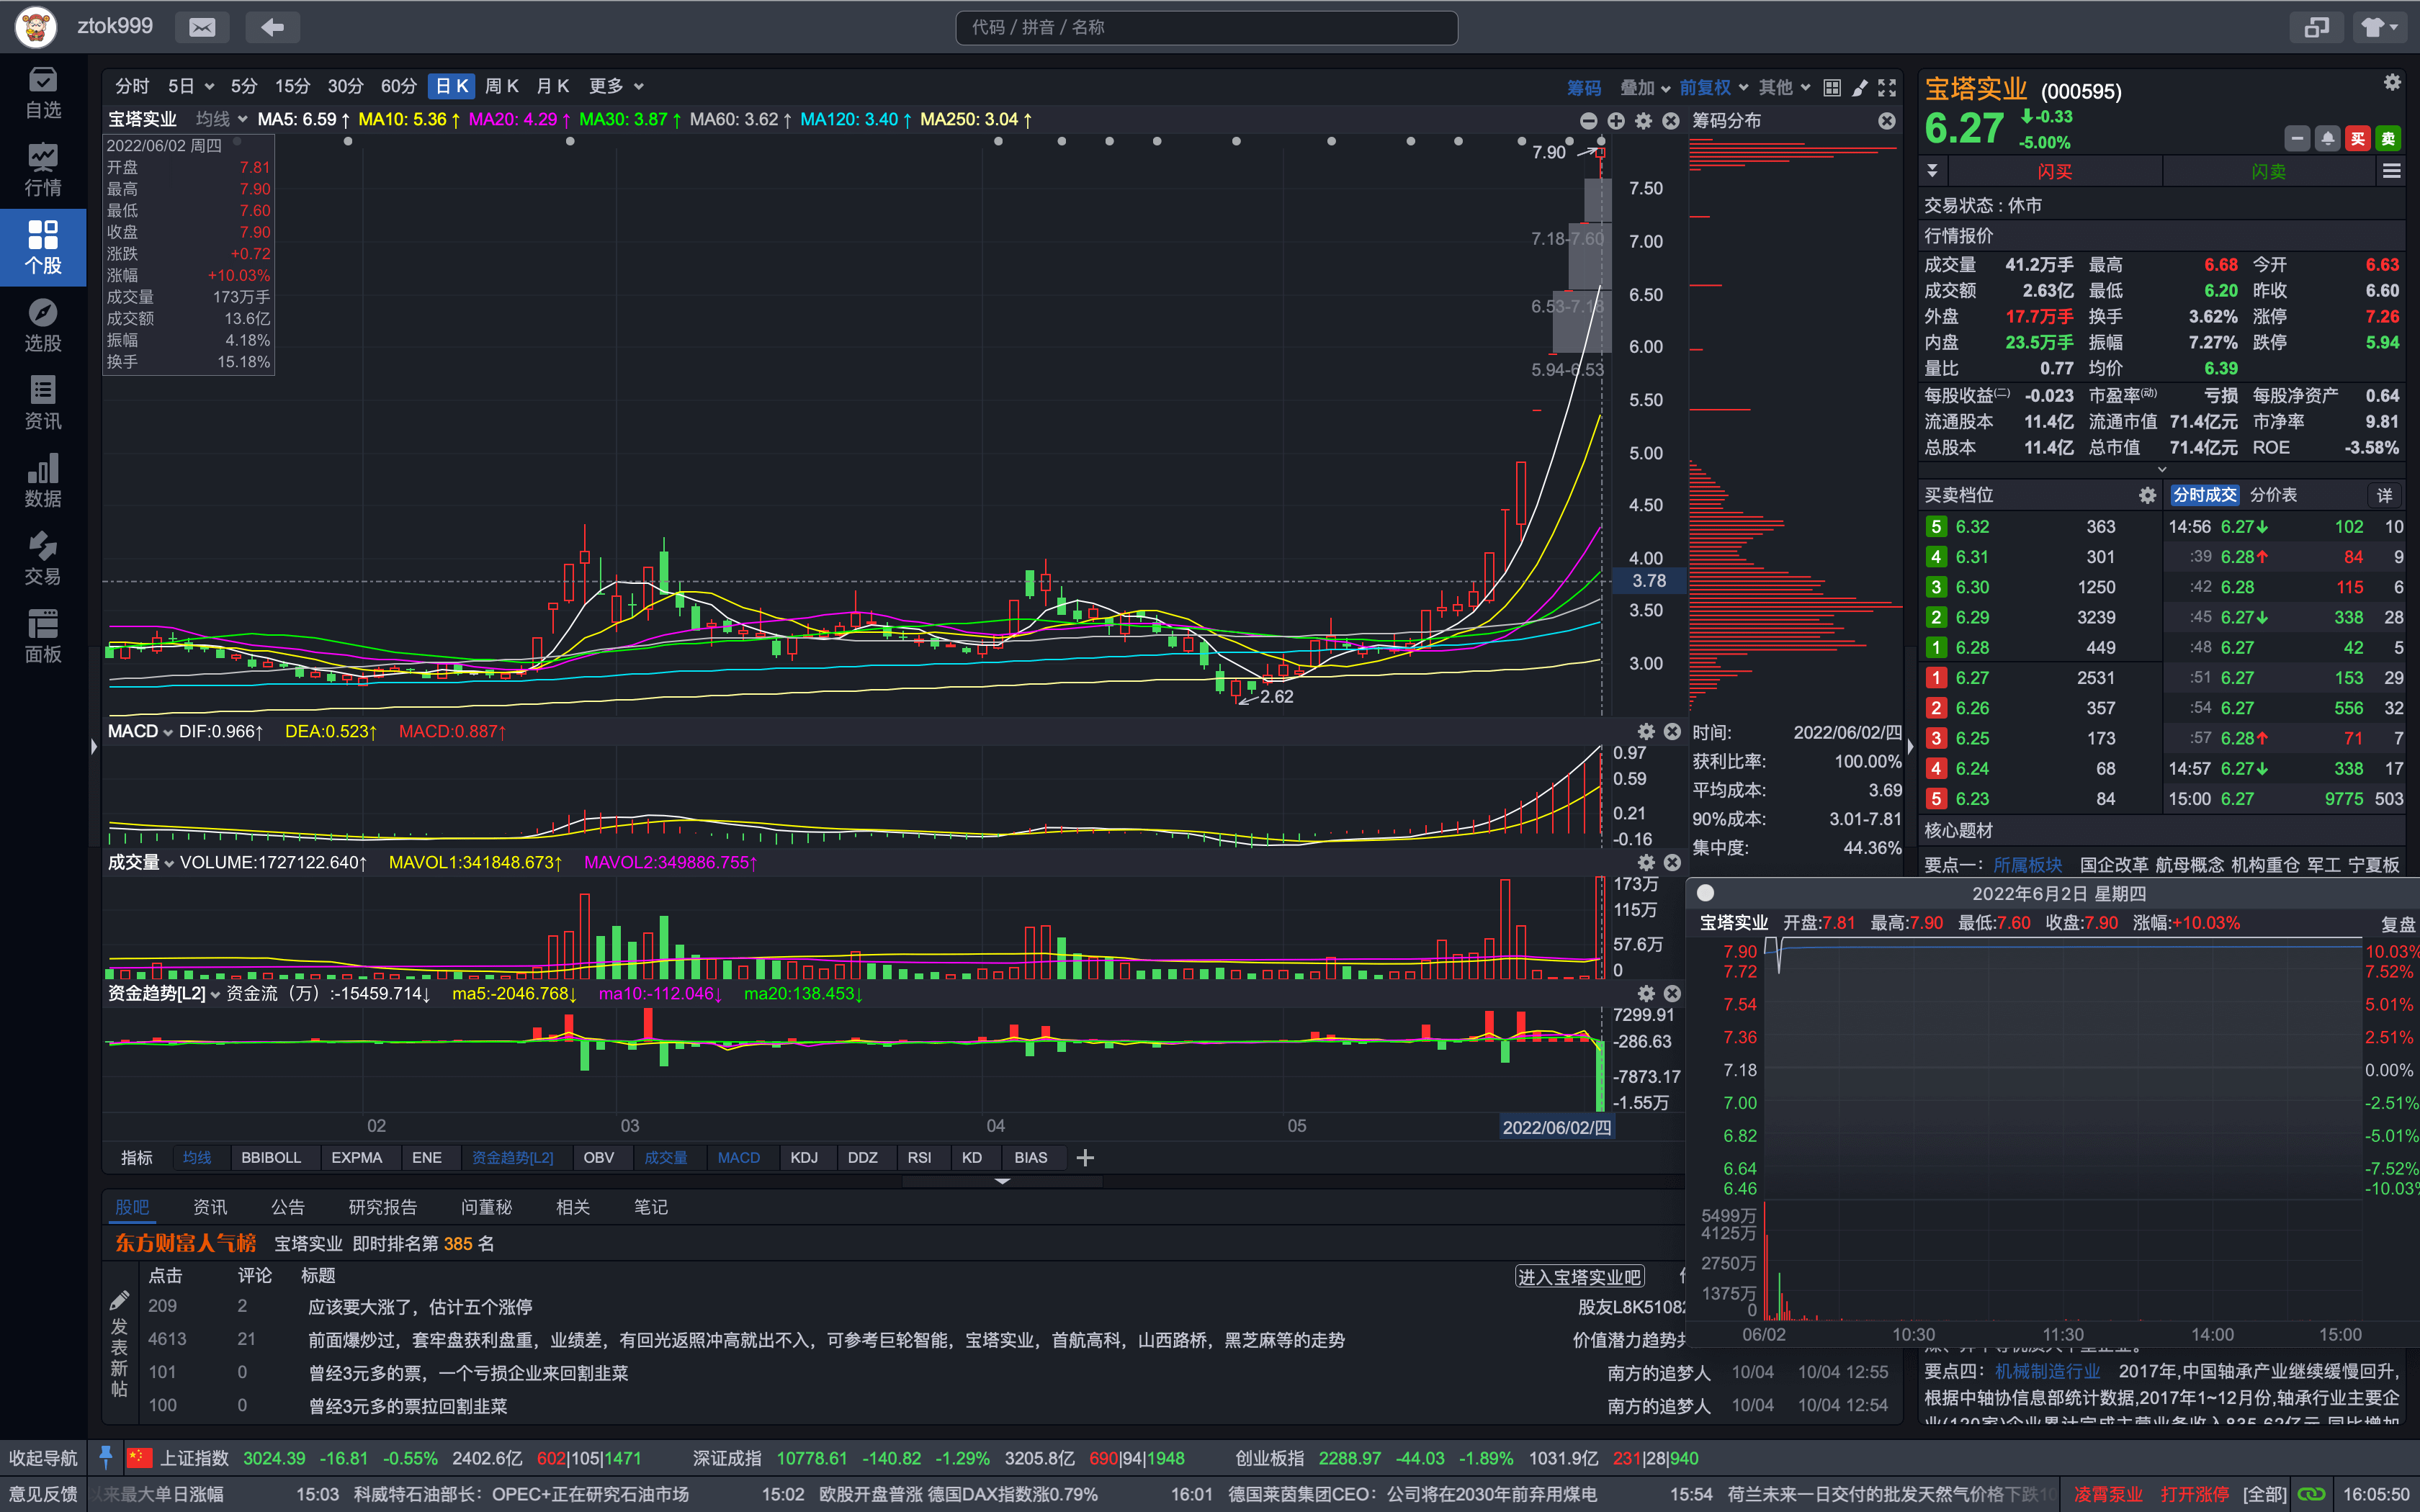 ztok999
代码 / 拼音 / 名称
自选
行情
个股
选股
资讯
数据
交易
面板
分时 5日 5分 15分 30分 60分 日K 周K 月K 更多 筹码 叠加 前复权 其他
宝塔实业 均线 MA5: 6.59↑ MA10: 5.36↑ MA20: 4.29↑ MA30: 3.87↑ MA60: 3.62↑ MA120: 3.40↑ MA250: 3.04↑
筹码分布
2022/06/02 周四
开盘 7.81
最高 7.90
最低 7.60
收盘 7.90
涨跌 +0.72
涨幅 +10.03%
成交量 173万手
成交额 13.6亿
振幅 4.18%
换手 15.18%
7.90
7.18-7.60
6.53-7.18
5.94-6.53
2.62
7.50
7.00
6.50
6.00
5.50
5.00
4.50
4.00
3.78
3.50
3.00
MACD DIF:0.966↑ DEA:0.523↑ MACD:0.887↑
0.97
0.59
0.21
-0.16
成交量 VOLUME:1727122.640↑ MAVOL1:341848.673↑ MAVOL2:349886.755↑
173万
115万
57.6万
0
资金趋势[L2] 资金流（万）:-15459.714↓ ma5:-2046.768↓ ma10:-112.046↓ ma20:138.453↓
7299.91
-286.63
-7873.17
-1.55万
02 03 04 05 2022/06/02/四
时间: 2022/06/02/四
获利比率: 100.00%
平均成本: 3.69
90%成本: 3.01-7.81
集中度: 44.36%
指标 均线 BBIBOLL EXPMA ENE 资金趋势[L2] OBV 成交量 MACD KDJ DDZ RSI KD BIAS
股吧 资讯 公告 研究报告 问董秘 相关 笔记
东方财富人气榜 宝塔实业 即时排名第 385 名
点击 评论 标题 进入宝塔实业吧
发表新帖
209 2 应该要大涨了，估计五个涨停 股友L8K5108
4613 21 前面爆炒过，套牢盘获利盘重，业绩差，有回光返照冲高就出不入，可参考巨轮智能，宝塔实业，首航高科，山西路桥，黑芝麻等的走势 价值潜力趋势
101 0 曾经3元多的票，一个亏损企业来回割韭菜 南方的追梦人 10/04 10/04 12:55
100 0 曾经3元多的票拉回割韭菜 南方的追梦人 10/04 10/04 12:54
宝塔实业 (000595)
6.27 -0.33
-5.00%
买 卖
闪买 闪卖
交易状态 : 休市
行情报价
成交量 41.2万手 最高 6.68 今开 6.63
成交额 2.63亿 最低 6.20 昨收 6.60
外盘 17.7万手 换手 3.62% 涨停 7.26
内盘 23.5万手 振幅 7.27% 跌停 5.94
量比 0.77 均价 6.39
每股收益(二) -0.023 市盈率(动) 亏损 每股净资产 0.64
流通股本 11.4亿 流通市值 71.4亿元 市净率 9.81
总股本 11.4亿 总市值 71.4亿元 ROE -3.58%
买卖档位 分时成交 分价表 详
5 6.32 363 14:56 6.27↓ 102 10
4 6.31 301 :39 6.28↑ 84 9
3 6.30 1250 :42 6.28 115 6
2 6.29 3239 :45 6.27↓ 338 28
1 6.28 449 :48 6.27 42 5
1 6.27 2531 :51 6.27 153 29
2 6.26 357 :54 6.27 556 32
3 6.25 173 :57 6.28↑ 71 7
4 6.24 68 14:57 6.27↓ 338 17
5 6.23 84 15:00 6.27 9775 503
核心题材
要点一: 所属板块 国企改革 航母概念 机构重仓 军工 宁夏板
2022年6月2日 星期四
宝塔实业 开盘:7.81 最高:7.90 最低:7.60 收盘:7.90 涨幅:+10.03% 复盘
7.90 10.03%
7.72 7.52%
7.54 5.01%
7.36 2.51%
7.18 0.00%
7.00 -2.51%
6.82 -5.01%
6.64 -7.52%
6.46 -10.03%
5499万
4125万
2750万
1375万
0
06/02 10:30 11:30 14:00 15:00
要点四: 机械制造行业 2017年,中国轴承产业继续缓慢回升,
根据中轴协信息部统计数据,2017年1~12月份,轴承行业主要企
业(120家)企业累计完成主营业务收入835.62亿元,同比增加
收起导航 上证指数 3024.39 -16.81 -0.55% 2402.6亿 602|105|1471 深证成指 10778.61 -140.82 -1.29% 3205.8亿 690|94|1948 创业板指 2288.97 -44.03 -1.89% 1031.9亿 231|28|940
意见反馈 以来最大单日涨幅 15:03 科威特石油部长：OPEC+正在研究石油市场 15:02 欧股开盘普涨 德国DAX指数涨0.79% 16:01 德国莱茵集团CEO：公司将在2030年前弃用煤电 15:54 荷兰未来一日交付的批发天然气价格下跌10 凌霄泵业 打开涨停 [全部] 16:05:50